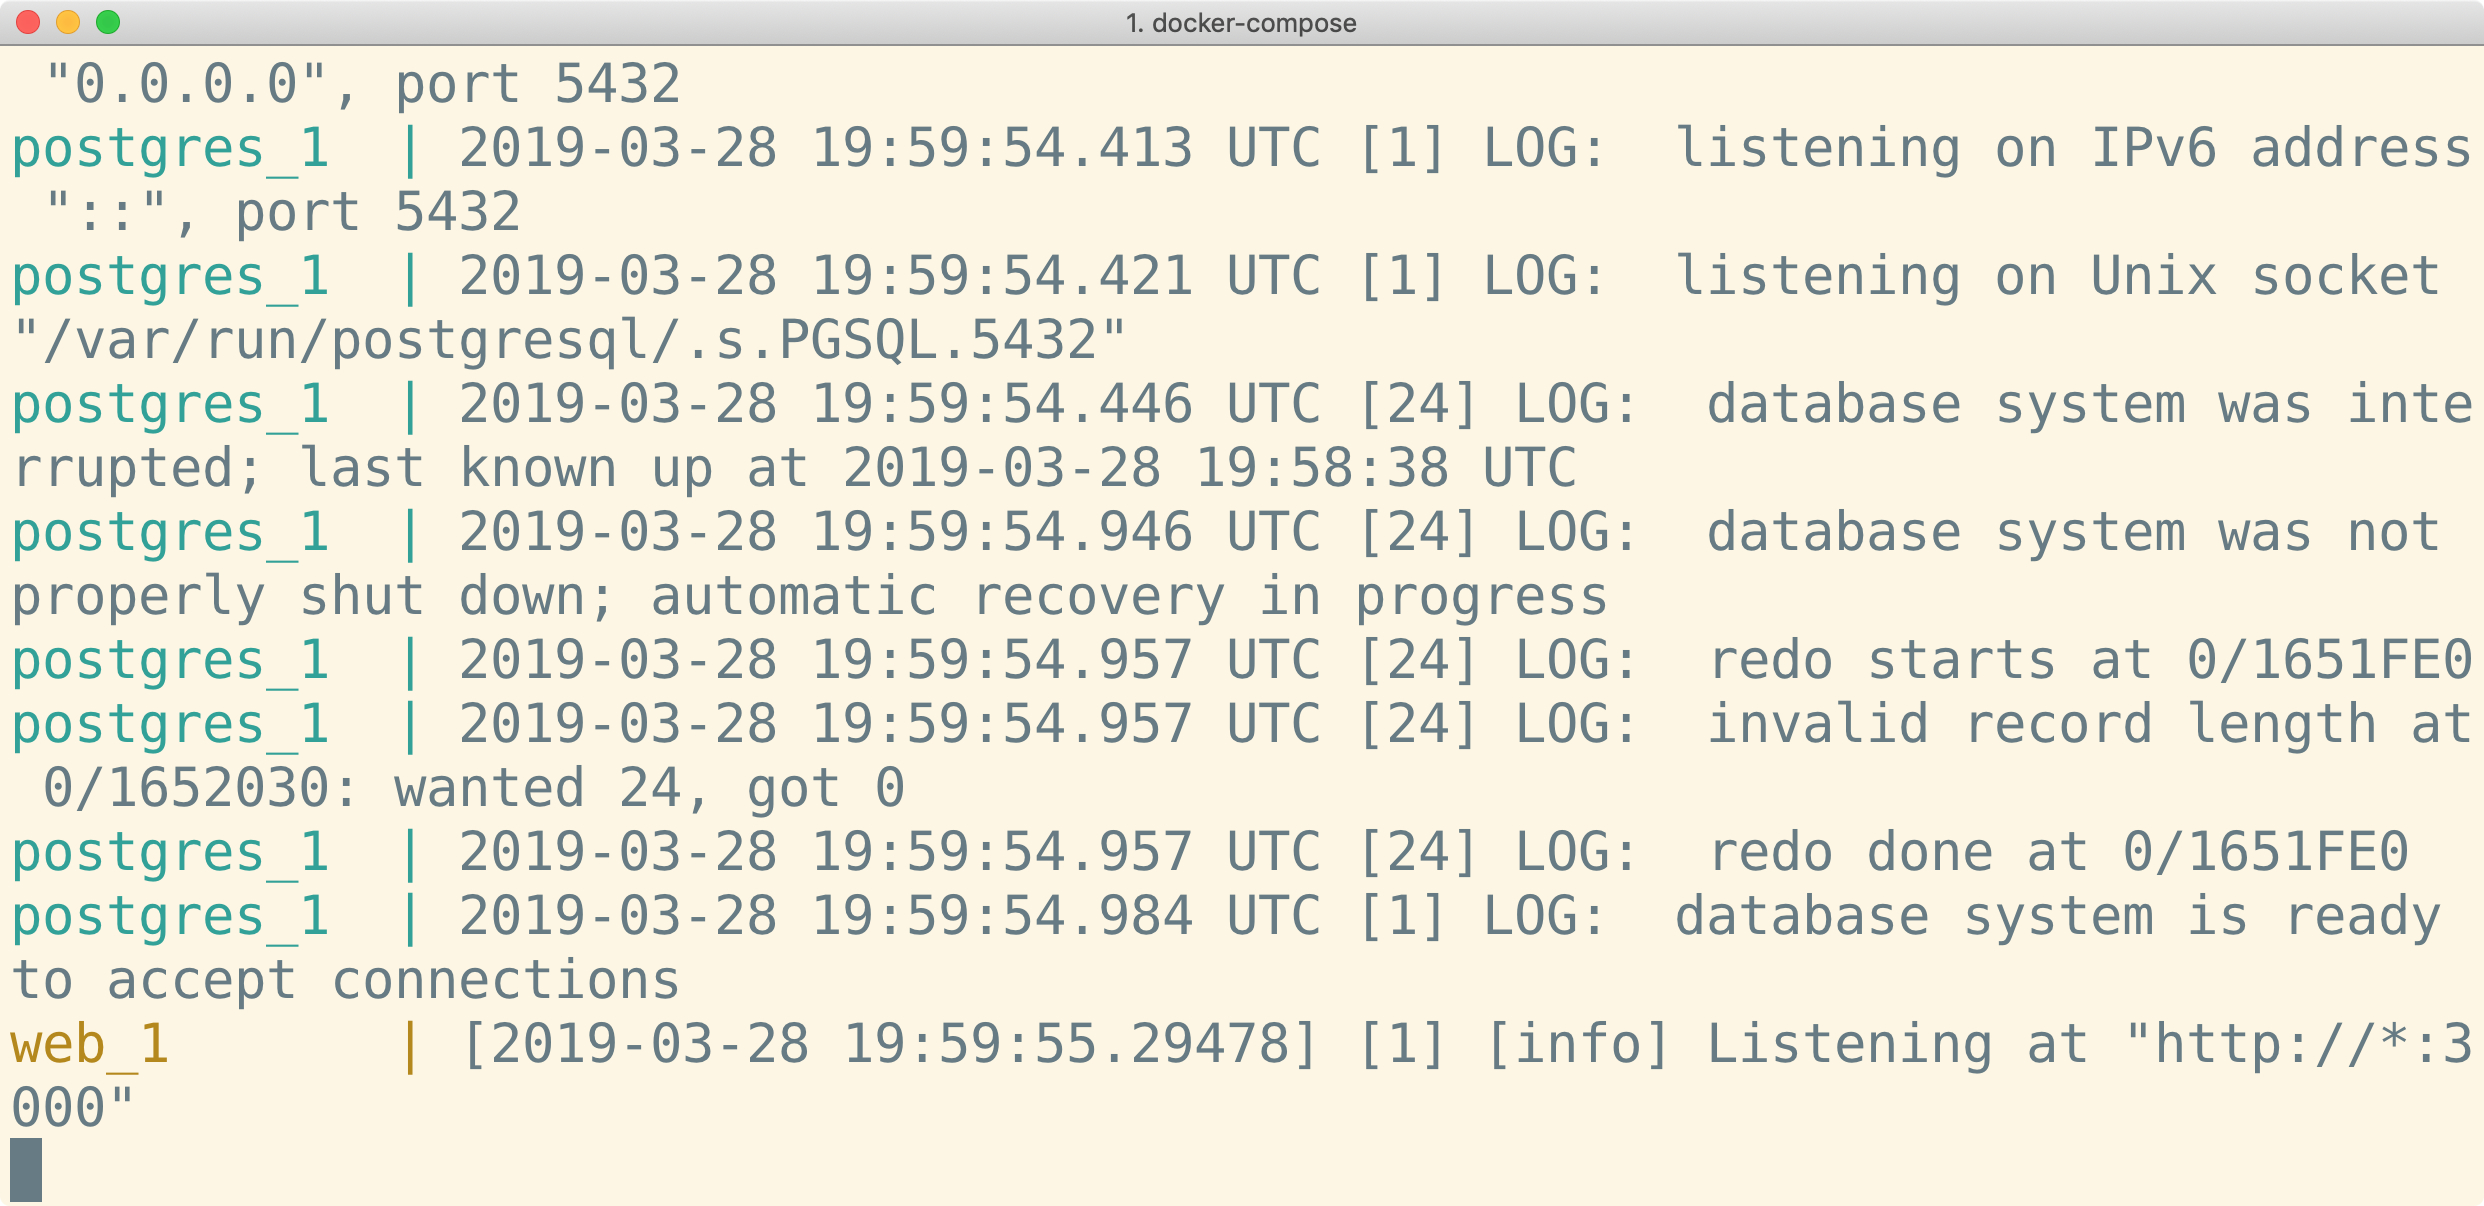 1. docker-compose
"0.0.0.0", port 5432
postgres_1  | 2019-03-28 19:59:54.413 UTC [1] LOG:  listening on IPv6 address
 "::", port 5432
postgres_1  | 2019-03-28 19:59:54.421 UTC [1] LOG:  listening on Unix socket
"/var/run/postgresql/.s.PGSQL.5432"
postgres_1  | 2019-03-28 19:59:54.446 UTC [24] LOG:  database system was inte
rrupted; last known up at 2019-03-28 19:58:38 UTC
postgres_1  | 2019-03-28 19:59:54.946 UTC [24] LOG:  database system was not
properly shut down; automatic recovery in progress
postgres_1  | 2019-03-28 19:59:54.957 UTC [24] LOG:  redo starts at 0/1651FE0
postgres_1  | 2019-03-28 19:59:54.957 UTC [24] LOG:  invalid record length at
 0/1652030: wanted 24, got 0
postgres_1  | 2019-03-28 19:59:54.957 UTC [24] LOG:  redo done at 0/1651FE0
postgres_1  | 2019-03-28 19:59:54.984 UTC [1] LOG:  database system is ready
to accept connections
web_1       | [2019-03-28 19:59:55.29478] [1] [info] Listening at "http://*:3
000"